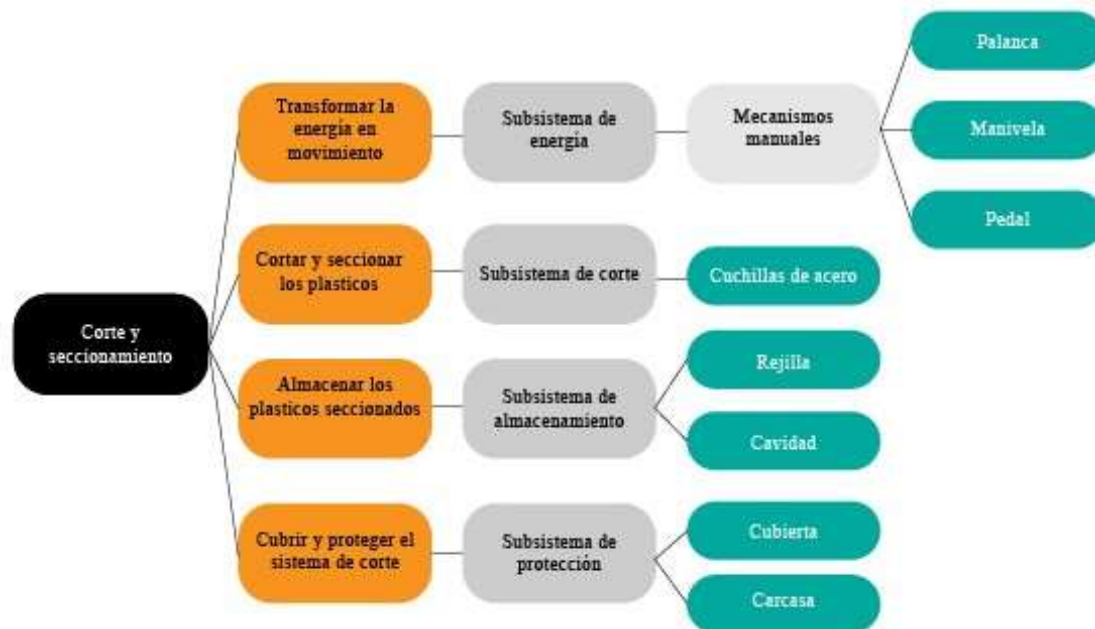 Corte y
seccionamiento
Transformar la
energía en
movimiento
Subsistema de
energía
Mecanismos
manuales
Palanca
Manivela
Pedal
Cortar y seccionar
los plasticos
Subsistema de corte
Cuchillas de acero
Almacenar los
plasticos seccionados
Subsistema de
almacenamiento
Rejilla
Cavidad
Cubrir y proteger el
sistema de corte
Subsistema de
protección
Cubierta
Carcasa